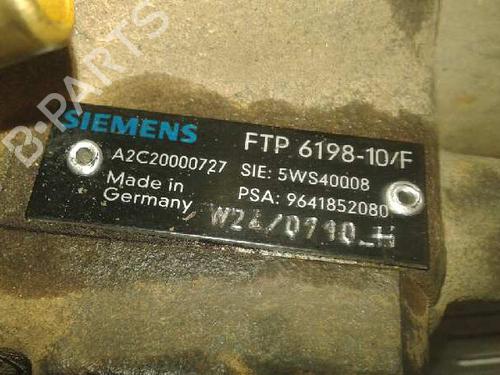 B-PARTS
SIEMENS FTP 6198-10/F
A2C20000727 SIE: 5WS40008
Made in PSA: 9641852080
Germany